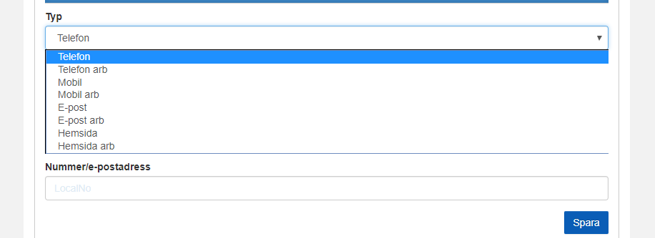 Typ
Telefon
Telefon
Telefon arb
Mobil
Mobil arb
E-post
E-post arb
Hemsida
Hemsida arb
Nummer/e-postadress
LocalNo
Spara